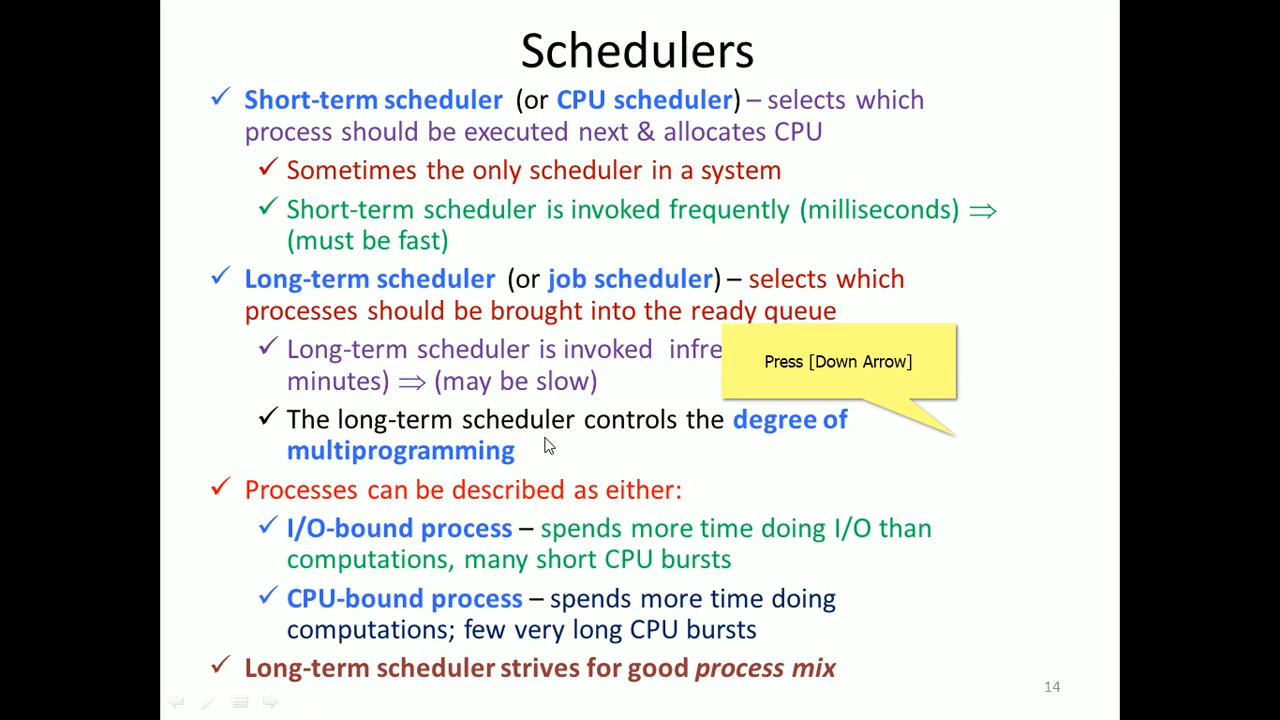 Schedulers
✓ Short-term scheduler (or CPU scheduler) – selects which
process should be executed next & allocates CPU
✓ Sometimes the only scheduler in a system
✓ Short-term scheduler is invoked frequently (milliseconds) ⇒
(must be fast)
✓ Long-term scheduler (or job scheduler) – selects which
processes should be brought into the ready queue
✓ Long-term scheduler is invoked
minutes) ⇒ (may be slow)
Press [Down Arrow]
✓ The long-term scheduler controls the degree of
multiprogramming
✓ Processes can be described as either:
✓ I/O-bound process – spends more time doing I/O than
computations, many short CPU bursts
✓ CPU-bound process – spends more time doing
computations; few very long CPU bursts
✓ Long-term scheduler strives for good process mix
14